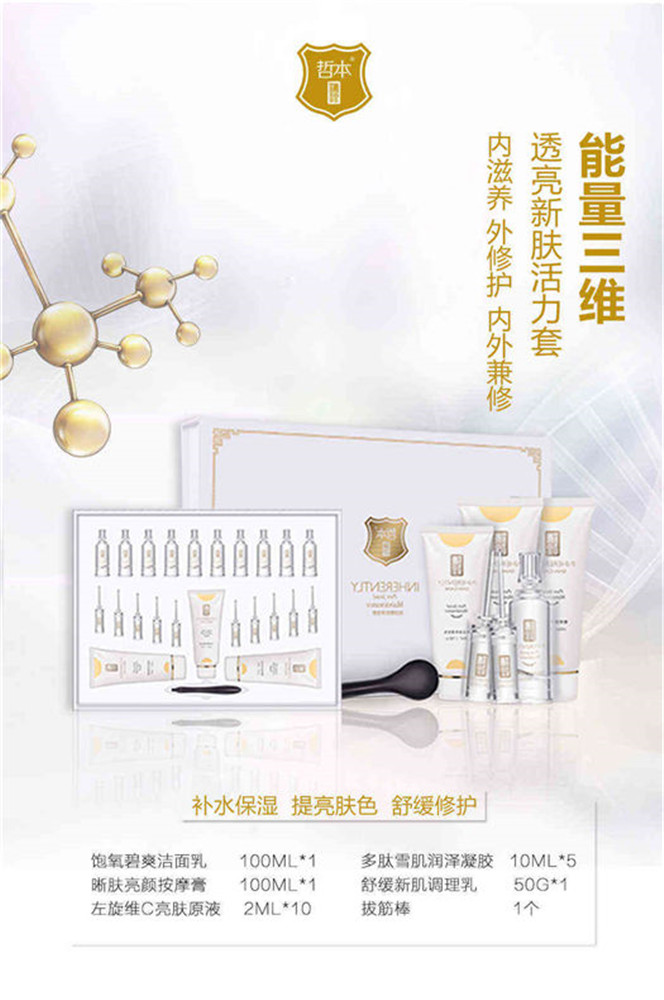 哲本®
能量三维
透亮新肤活力套
内滋养 外修护 内外兼修
哲本
INHERENTLY
补水保湿 提亮肤色 舒缓修护
饱氧碧爽洁面乳 100ML*1
多肽雪肌润泽凝胶 10ML*5
晰肤亮颜按摩膏 100ML*1
舒缓新肌调理乳 50G*1
左旋维C亮肤原液 2ML*10
拔筋棒 1个